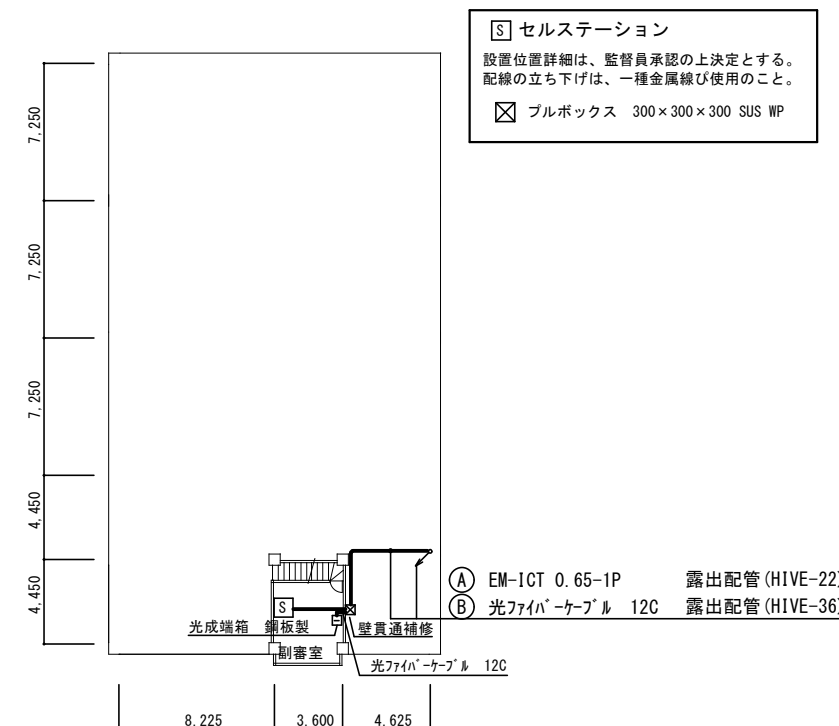 S セルステーション
設置位置詳細は、監督員承認の上決定とする。
配線の立ち下げは、一種金属線ぴ使用のこと。
プルボックス 300×300×300 SUS WP
7,250
7,250
7,250
4,450
4,450
A EM-ICT 0.65-1P 露出配管(HIVE-22)
B 光ﾌｧｲﾊﾞｰｹｰﾌﾞﾙ 12C 露出配管(HIVE-36)
S
光成端箱 鋼板製
壁貫通補修
副審室
光ﾌｧｲﾊﾞｰｹｰﾌﾞﾙ 12C
8,225 3,600 4,625